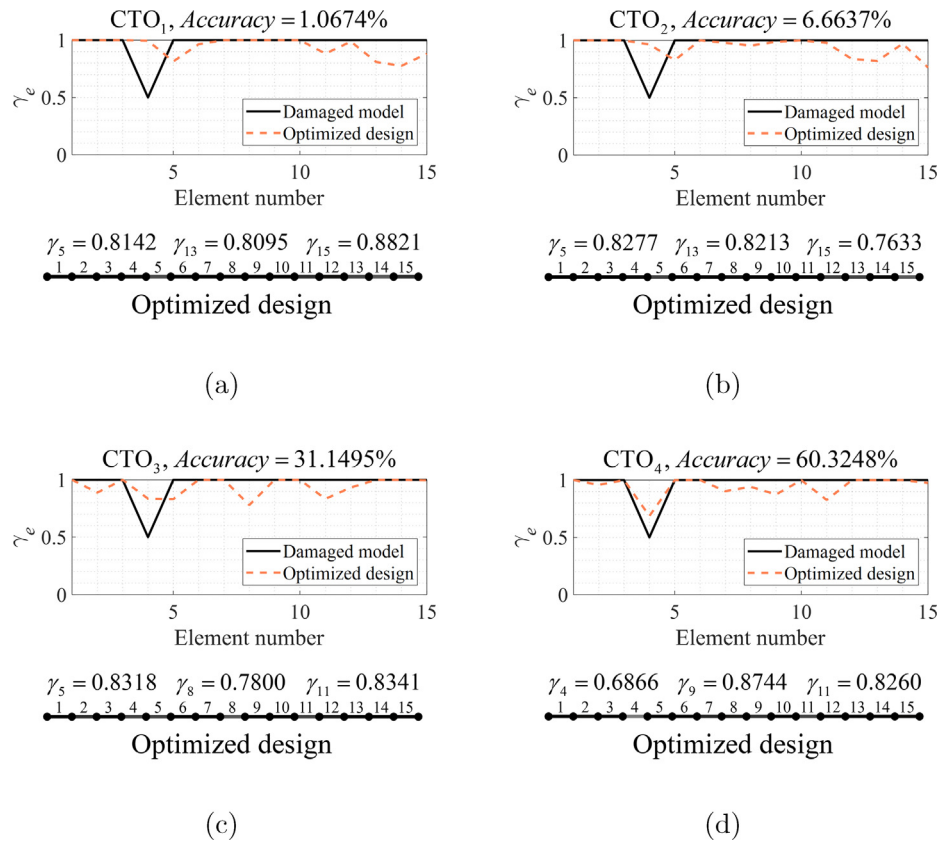 CTO₁, Accuracy = 1.0674%
1
0.5
0
γₑ
Damaged model
Optimized design
5 10 15
Element number
γ₅ = 0.8142 γ₁₃ = 0.8095 γ₁₅ = 0.8821
1 2 3 4 5 6 7 8 9 10 11 12 13 14 15
Optimized design
(a)
CTO₂, Accuracy = 6.6637%
1
0.5
0
γₑ
Damaged model
Optimized design
5 10 15
Element number
γ₅ = 0.8277 γ₁₃ = 0.8213 γ₁₅ = 0.7633
1 2 3 4 5 6 7 8 9 10 11 12 13 14 15
Optimized design
(b)
CTO₃, Accuracy = 31.1495%
1
0.5
0
γₑ
Damaged model
Optimized design
5 10 15
Element number
γ₅ = 0.8318 γ₈ = 0.7800 γ₁₁ = 0.8341
1 2 3 4 5 6 7 8 9 10 11 12 13 14 15
Optimized design
(c)
CTO₄, Accuracy = 60.3248%
1
0.5
0
γₑ
Damaged model
Optimized design
5 10 15
Element number
γ₄ = 0.6866 γ₉ = 0.8744 γ₁₁ = 0.8260
1 2 3 4 5 6 7 8 9 10 11 12 13 14 15
Optimized design
(d)